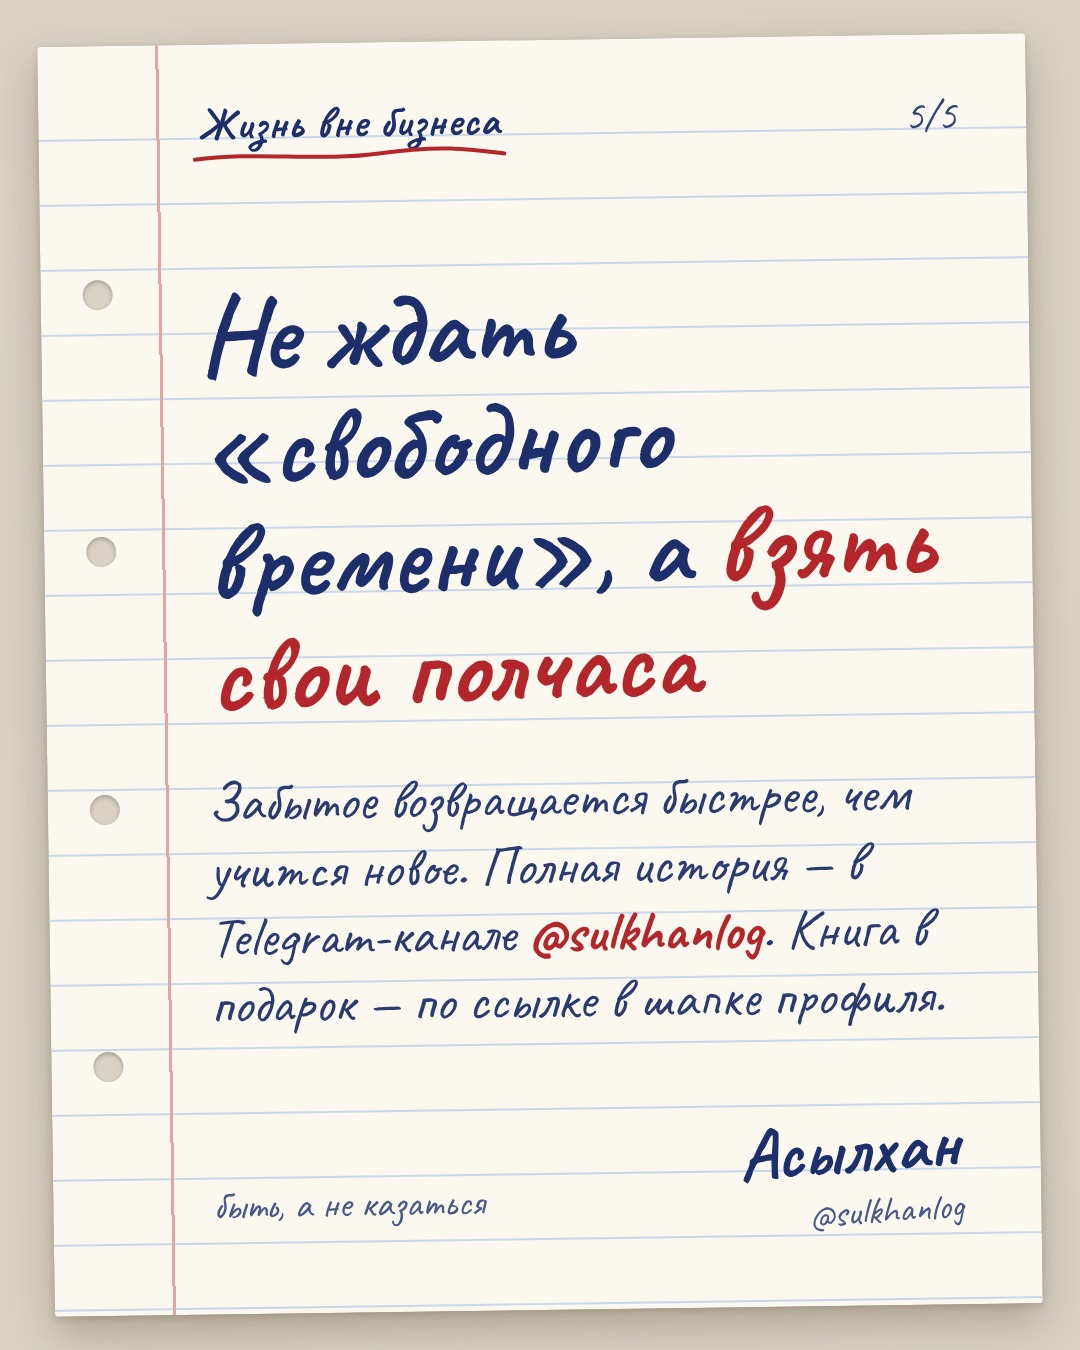 Жизнь вне бизнеса
5/5
Не ждать
«свободного
времени», а взять
свои полчаса
Забытое возвращается быстрее, чем
учится новое. Полная история — в
Telegram-канале @sulkhanlog. Книга в
подарок — по ссылке в шапке профиля.
Асылхан
быть, а не казаться
@sulkhanlog